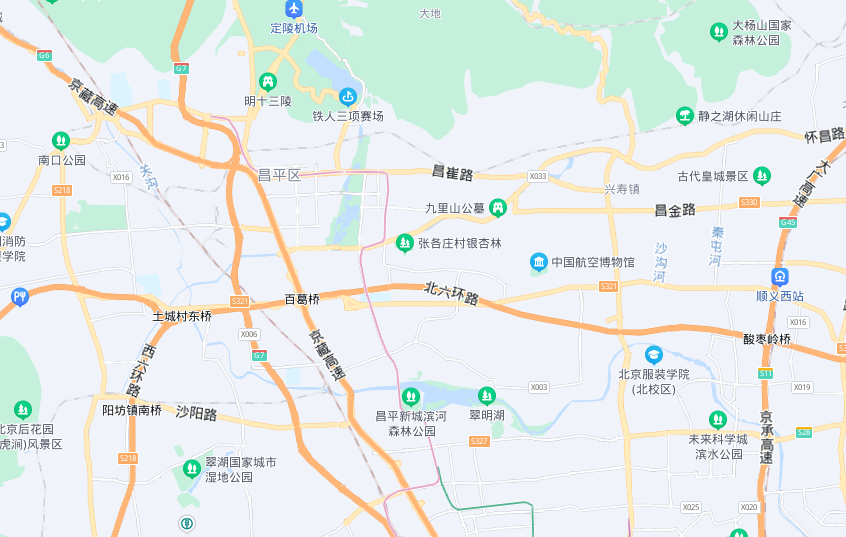 大地
大杨山国家
森林公园
定陵机场
G6
G7
京藏高速
明十三陵
铁人三项赛场
静之湖休闲山庄
怀昌路
南口公园
天沟
X016
S218
昌平区
昌崔路
X033
兴寿镇
古代皇城景区
大广高速
九里山公墓
昌金路
S330
G45
秦屯河
沙沟河
张各庄村银杏林
中国航空博物馆
消防
学院
顺义西站
北六环路
S321
S321
百葛桥
土城村东桥
X006
京藏高速
G7
X016
酸枣岭桥
西六环路
北京服装学院
(北校区)
S11
X003
X019
阳坊镇南桥
沙阳路
昌平新城滨河
森林公园
翠明湖
北京后花园
虎涧)风景区
S327
未来科学城
滨水公园
京承高速
S28
S218
翠湖国家城市
湿地公园
X025
X020